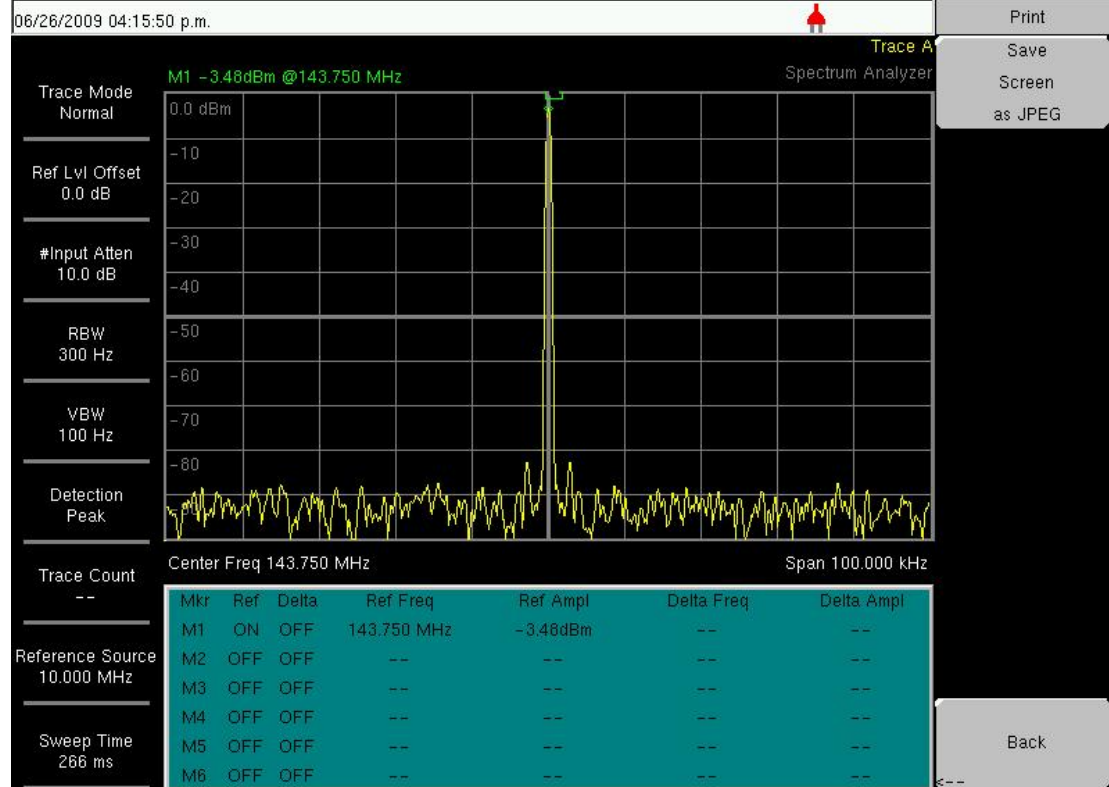 06/26/2009 04:15:50 p.m.
Print
Trace A
Save
Screen
as JPEG
M1 -3.48dBm @143.750 MHz
Spectrum Analyzer
Trace Mode
Normal
Ref Lvl Offset
0.0 dB
#Input Atten
10.0 dB
RBW
300 Hz
VBW
100 Hz
Detection
Peak
Trace Count
--
Reference Source
10.000 MHz
Sweep Time
266 ms
0.0 dBm
-10
-20
-30
-40
-50
-60
-70
-80
Center Freq 143.750 MHz
Span 100.000 kHz
Mkr Ref Delta Ref Freq Ref Ampl Delta Freq Delta Ampl
M1 ON OFF 143.750 MHz -3.48dBm -- --
M2 OFF OFF -- -- -- --
M3 OFF OFF -- -- -- --
M4 OFF OFF -- -- -- --
M5 OFF OFF -- -- -- --
M6 OFF OFF -- -- -- --
Back
<--